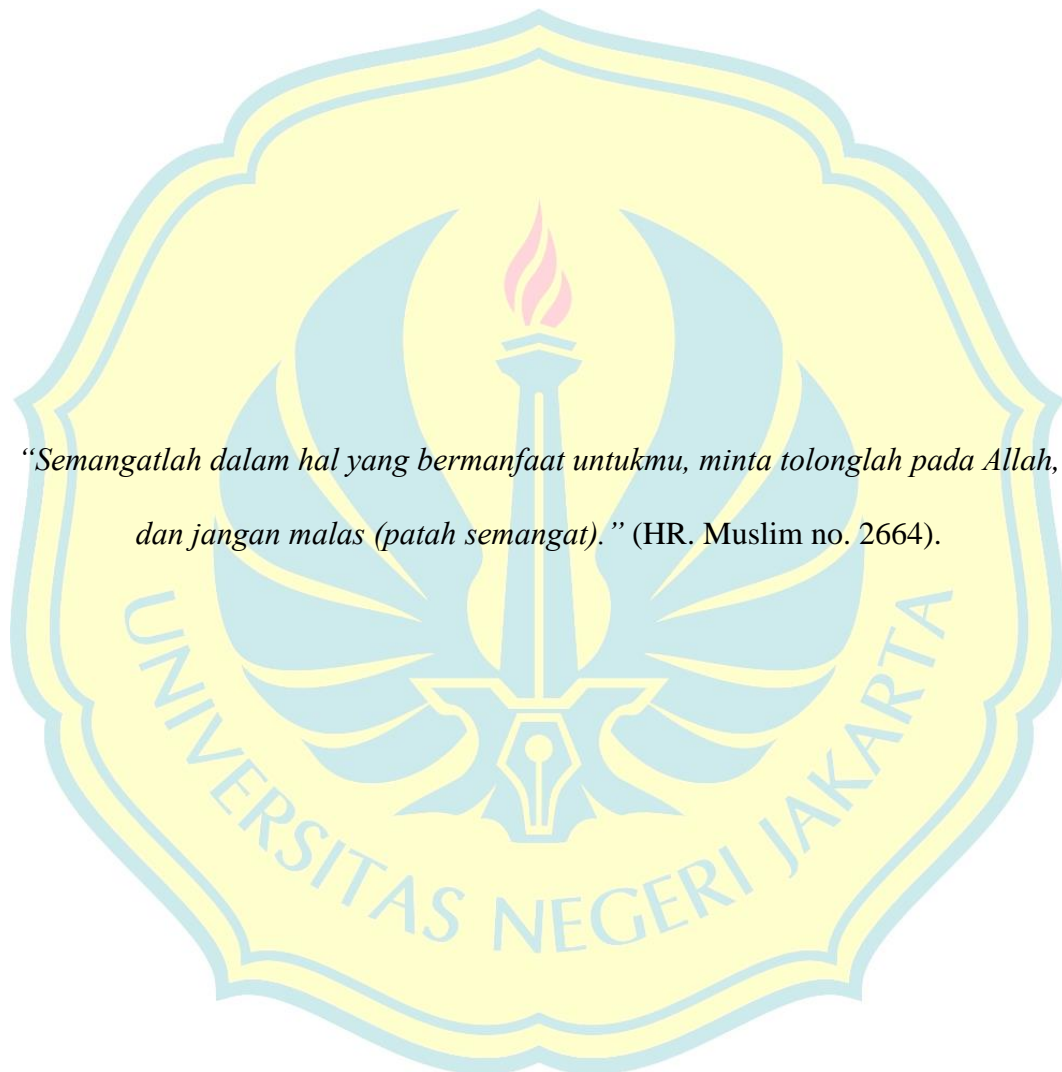 “Semangatlah dalam hal yang bermanfaat untukmu, minta tolonglah pada Allah,
dan jangan malas (patah semangat).” (HR. Muslim no. 2664).
UNIVERSITAS NEGERI JAKARTA